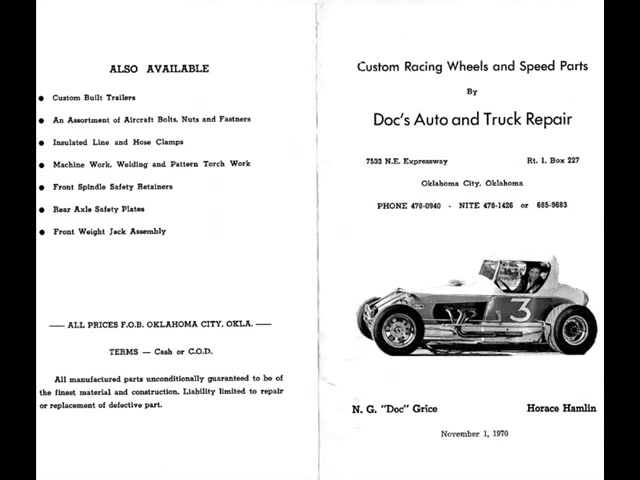 ALSO AVAILABLE
Custom Built Trailers
An Assortment of Aircraft Bolts, Nuts and Fastners
Insulated Line and Hose Clamps
Machine Work, Welding and Pattern Torch Work
Front Spindle Safety Retainers
Rear Axle Safety Plates
Front Weight Jack Assembly
— ALL PRICES F.O.B. OKLAHOMA CITY, OKLA. —
TERMS — Cash or C.O.D.
All manufactured parts unconditionally guaranteed to be of
the finest material and construction. Liability limited to repair
or replacement of defective part.
Custom Racing Wheels and Speed Parts
By
Doc's Auto and Truck Repair
7533 N.E. Expressway Rt. 1, Box 227
Oklahoma City, Oklahoma
PHONE 478-0940 - NITE 478-1426 or 685-9683
3
N. G. "Doc" Grice Horace Hamlin
November 1, 1970